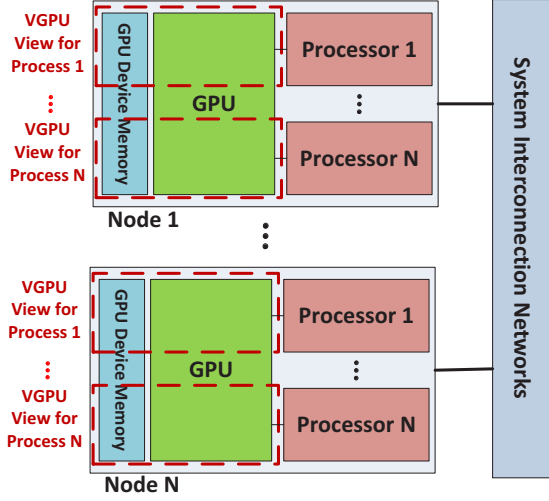 VGPU
View for
Process 1
VGPU
View for
Process N
GPU Device Memory
GPU
Processor 1
Processor N
Node 1
System Interconnection Networks
VGPU
View for
Process 1
VGPU
View for
Process N
GPU Device Memory
GPU
Processor 1
Processor N
Node N